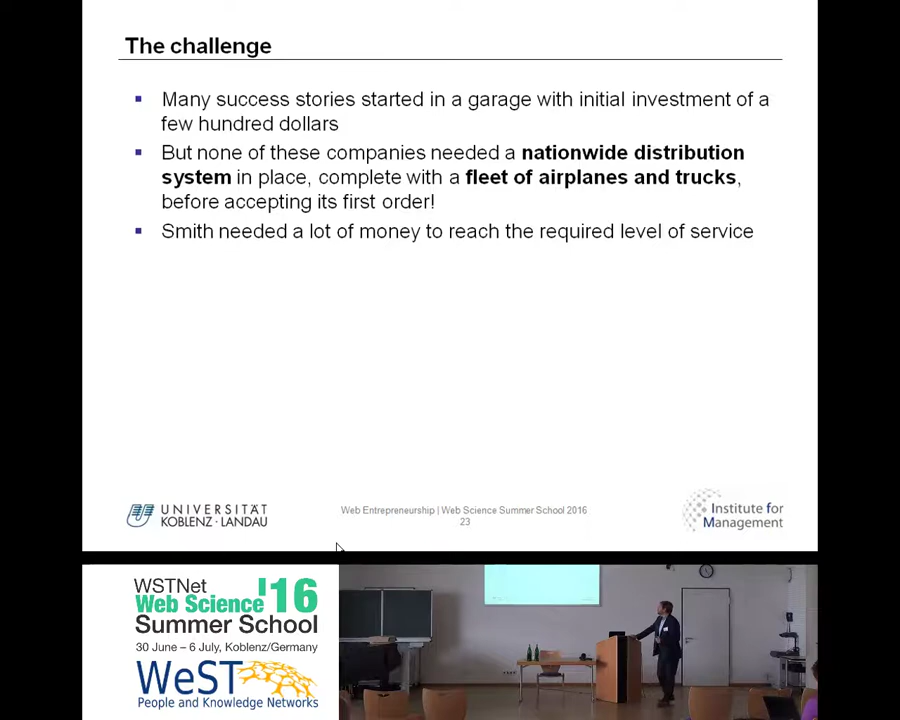 The challenge
Many success stories started in a garage with initial investment of a
few hundred dollars
But none of these companies needed a nationwide distribution
system in place, complete with a fleet of airplanes and trucks,
before accepting its first order!
Smith needed a lot of money to reach the required level of service
UNIVERSITÄT
KOBLENZ · LANDAU
Web Entrepreneurship | Web Science Summer School 2016
23
Institute for
Management
WSTNet
Web Science '16
Summer School
30 June – 6 July, Koblenz/Germany
WeST
People and Knowledge Networks